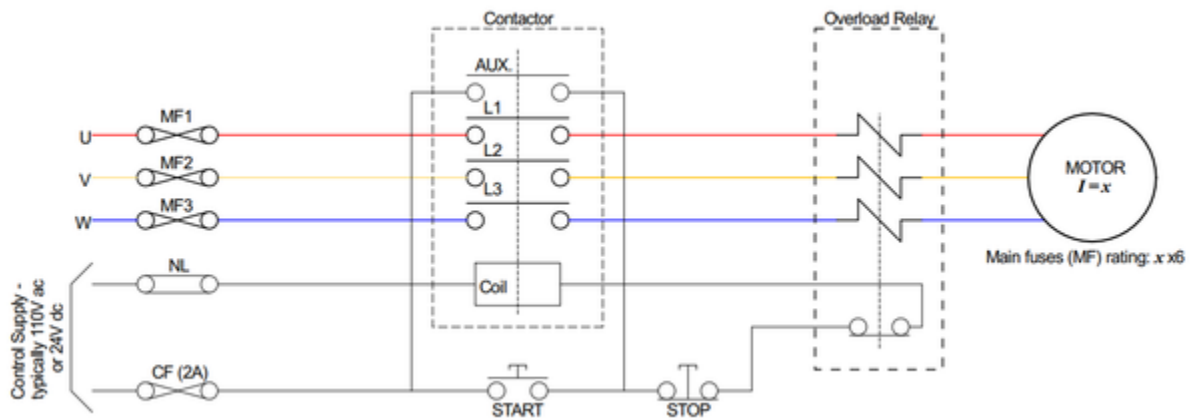 Contactor
Overload Relay
AUX.
L1
MF1
U
L2
MF2
V
MOTOR
I = x
L3
MF3
W
Main fuses (MF) rating: x x6
NL
Coil
Control Supply -
typically 110V ac
or 24V dc
CF (2A)
START
STOP